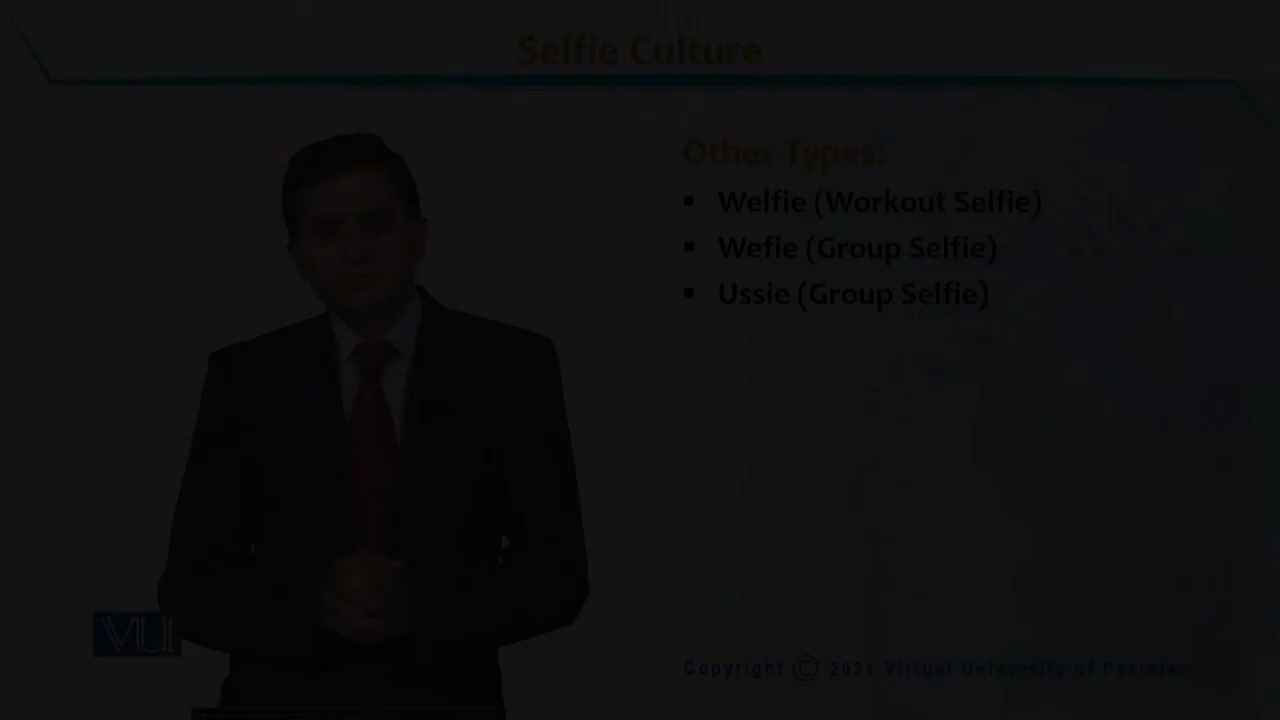 Selfie Culture
Other Types:
▪ Welfie (Workout Selfie)
▪ Wefie (Group Selfie)
▪ Ussie (Group Selfie)
VU
Copyright © 2021 Virtual University of Pakistan